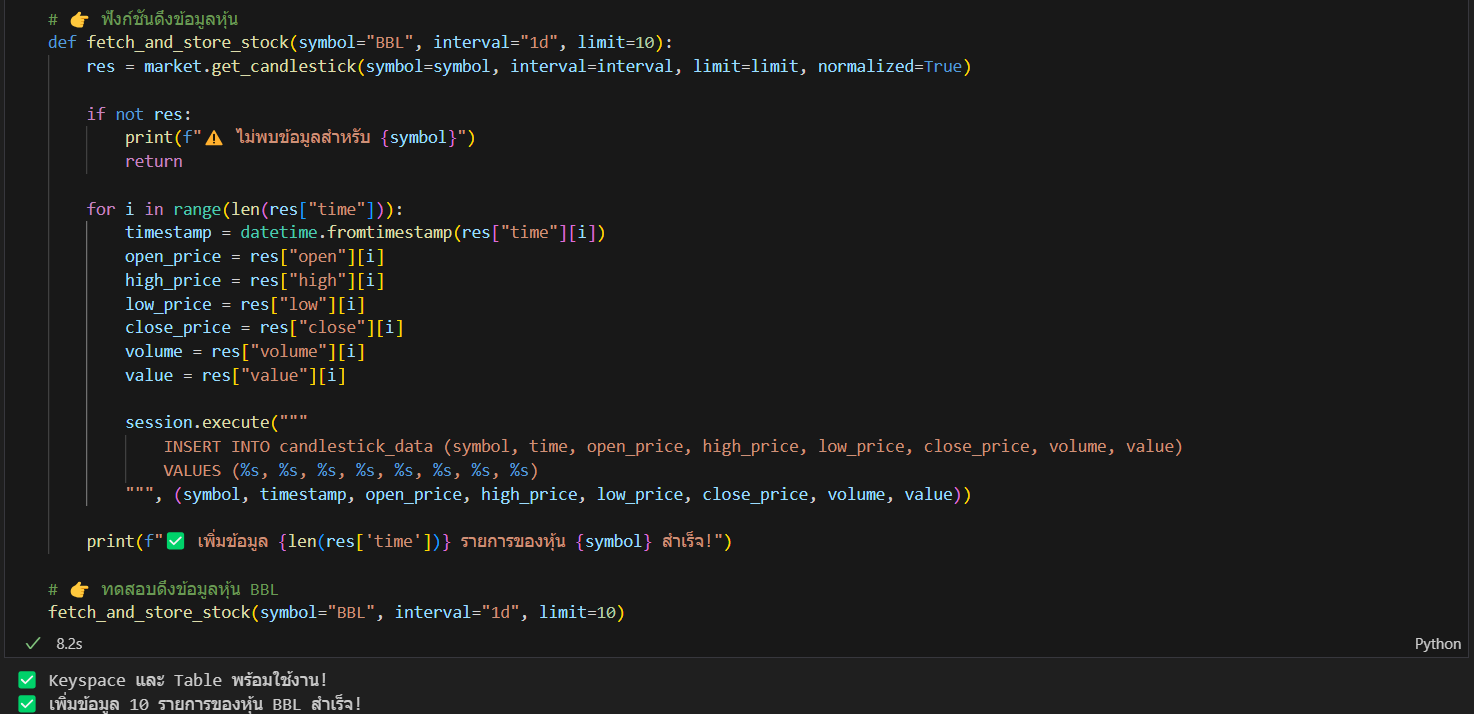 # 👉 ฟังก์ชันดึงข้อมูลหุ้น
def fetch_and_store_stock(symbol="BBL", interval="1d", limit=10):
    res = market.get_candlestick(symbol=symbol, interval=interval, limit=limit, normalized=True)

    if not res:
        print(f"⚠️ ไม่พบข้อมูลสำหรับ {symbol}")
        return

    for i in range(len(res["time"])):
        timestamp = datetime.fromtimestamp(res["time"][i])
        open_price = res["open"][i]
        high_price = res["high"][i]
        low_price = res["low"][i]
        close_price = res["close"][i]
        volume = res["volume"][i]
        value = res["value"][i]

        session.execute("""
            INSERT INTO candlestick_data (symbol, time, open_price, high_price, low_price, close_price, volume, value)
            VALUES (%s, %s, %s, %s, %s, %s, %s, %s)
        """, (symbol, timestamp, open_price, high_price, low_price, close_price, volume, value))

    print(f"✅ เพิ่มข้อมูล {len(res['time'])} รายการของหุ้น {symbol} สำเร็จ!")

# 👉 ทดสอบดึงข้อมูลหุ้น BBL
fetch_and_store_stock(symbol="BBL", interval="1d", limit=10)
✓ 8.2s
Python
✅ Keyspace และ Table พร้อมใช้งาน!
✅ เพิ่มข้อมูล 10 รายการของหุ้น BBL สำเร็จ!